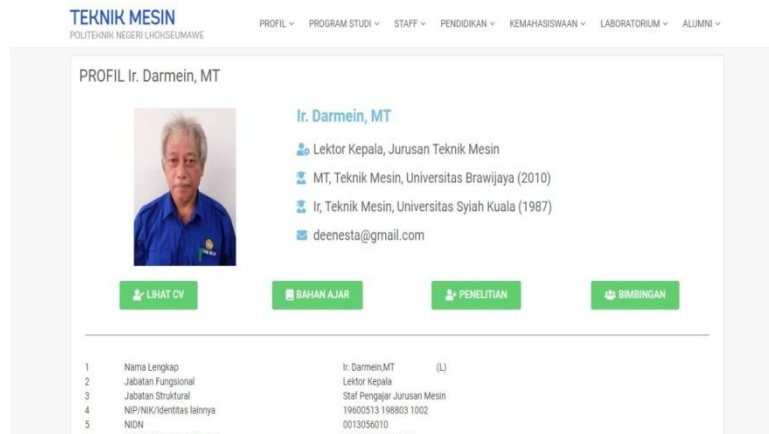 TEKNIK MESIN
POLITEKNIK NEGERI LHOKSEUMAWE
PROFIL PROGRAM STUDI STAFF PENDIDIKAN KEMAHASISWAAN LABORATORIUM ALUMNI
PROFIL Ir. Darmein, MT
Ir. Darmein, MT
Lektor Kepala, Jurusan Teknik Mesin
MT, Teknik Mesin, Universitas Brawijaya (2010)
Ir, Teknik Mesin, Universitas Syiah Kuala (1987)
deenesta@gmail.com
LIHAT CV BAHAN AJAR PENELITIAN BIMBINGAN
1 Nama Lengkap Ir. Darmein,MT (L)
2 Jabatan Fungsional Lektor Kepala
3 Jabatan Struktural Staf Pengajar Jurusan Mesin
4 NIP/NIK/Identitas lainnya 19600513 198803 1002
5 NIDN 0013056010